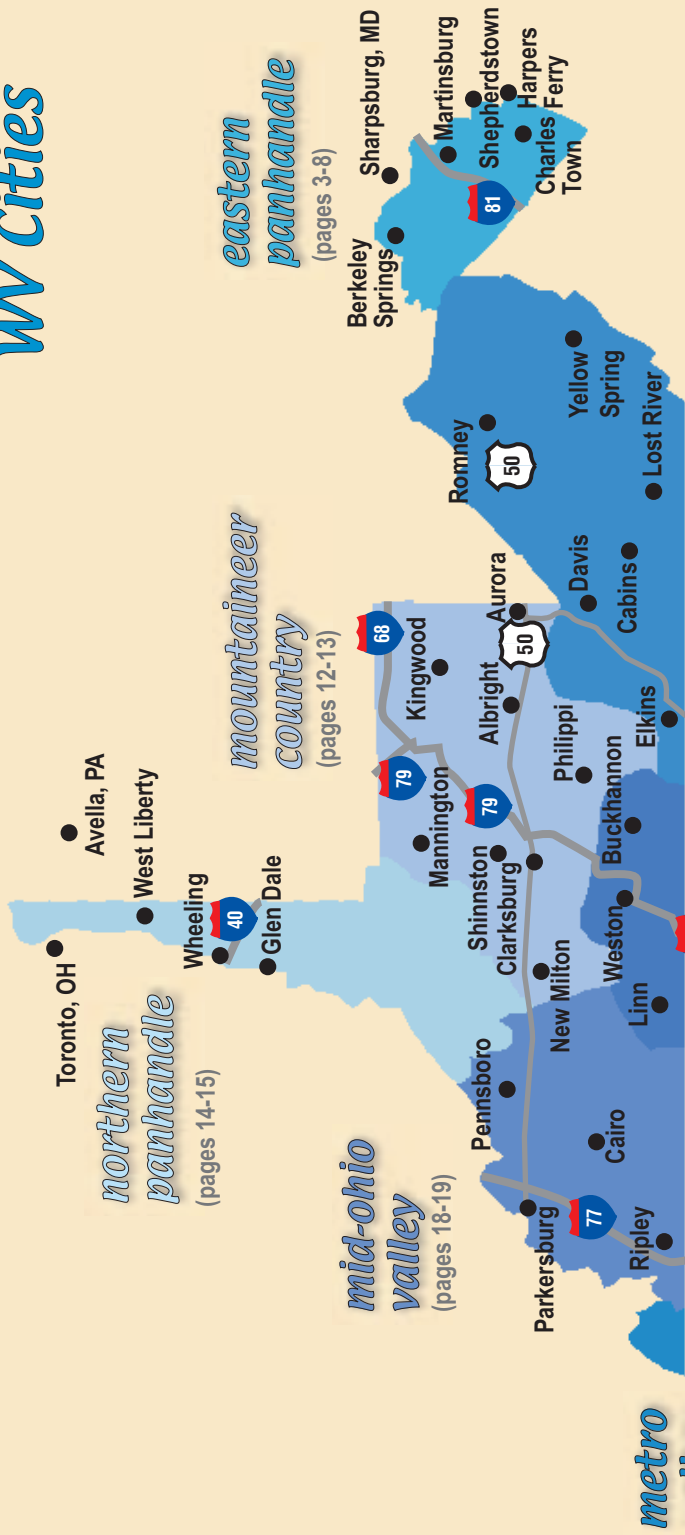 WV Cities
eastern
panhandle
(pages 3-8)
Sharpsburg, MD
Martinsburg
Shepherdstown
Harpers
Ferry
Charles
Town
Berkeley
Springs
81
Romney
50
Yellow
Spring
Lost River
mountaineer
country
(pages 12-13)
68
Kingwood
Aurora
50
Albright
Davis
Cabins
Elkins
Philippi
Buckhannon
79
79
Mannington
Shinnston
Clarksburg
New Milton
Weston
Linn
Avella, PA
West Liberty
Wheeling
40
Glen Dale
Toronto, OH
northern
panhandle
(pages 14-15)
mid-ohio
valley
(pages 18-19)
Pennsboro
Cairo
Parkersburg
77
Ripley
metro